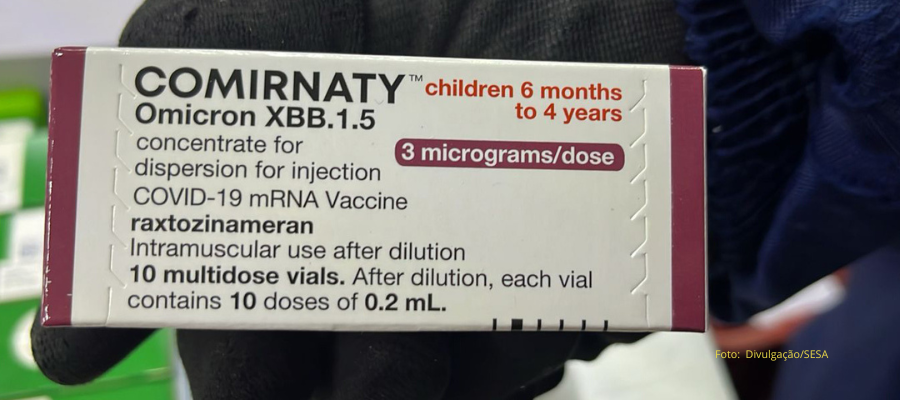 COMIRNATY™ children 6 months
Omicron XBB.1.5 to 4 years
concentrate for
dispersion for injection
3 micrograms/dose
COVID-19 mRNA Vaccine
raxtozinameran
Intramuscular use after dilution
10 multidose vials. After dilution, each vial
contains 10 doses of 0.2 mL.
Foto: Divulgação/SESA